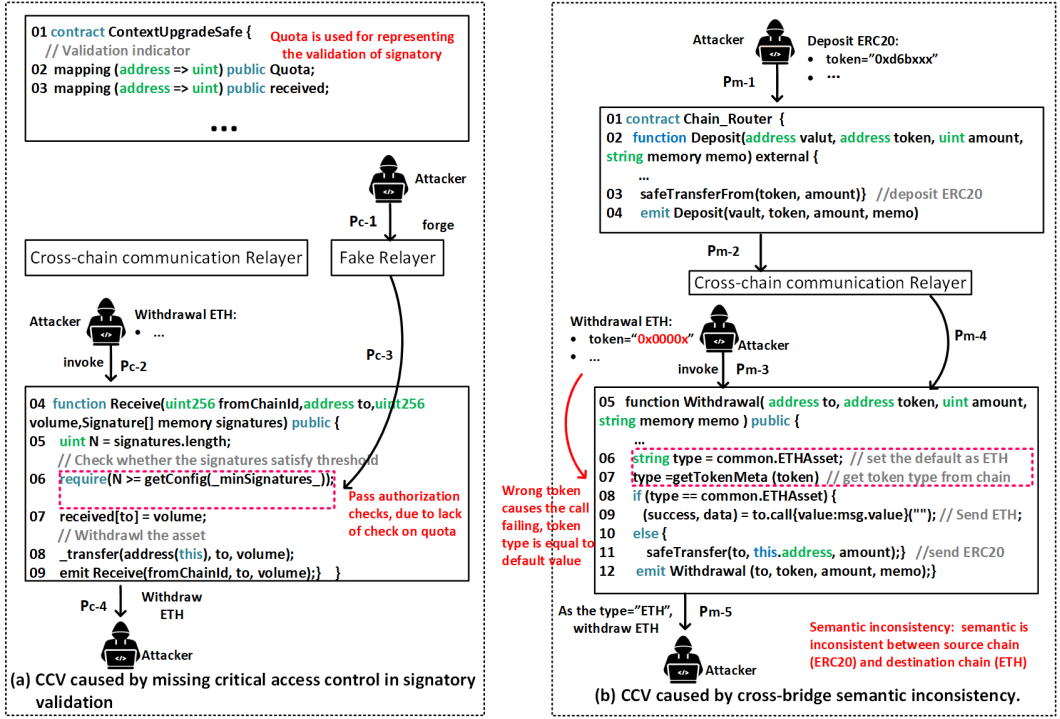 01 contract ContextUpgradeSafe {
// Validation indicator
02 mapping (address => uint) public Quota;
03 mapping (address => uint) public received;
...
Quota is used for representing
the validation of signatory
Attacker
Pc-1
forge
Cross-chain communication Relayer
Fake Relayer
Attacker
Withdrawal ETH:
• ...
invoke
Pc-2
Pc-3
04 function Receive(uint256 fromChainId,address to,uint256
volume,Signature[] memory signatures) public {
05 uint N = signatures.length;
// Check whether the signatures satisfy threshold
06 require(N >= getConfig(_minSignatures_));
07 received[to] = volume;
// Withdrawl the asset
08 _transfer(address(this), to, volume);
09 emit Receive(fromChainId, to, volume);} }
Pass authorization
checks, due to lack
of check on quota
Pc-4
Withdraw
ETH
Attacker
(a) CCV caused by missing critical access control in signatory
validation
Attacker
Deposit ERC20:
• token=”0xd6bxxx”
• ...
Pm-1
01 contract Chain_Router {
02 function Deposit(address valut, address token, uint amount,
string memory memo) external {
...
03 safeTransferFrom(token, amount)} //deposit ERC20
04 emit Deposit(vault, token, amount, memo)
Pm-2
Cross-chain communication Relayer
Withdrawal ETH:
• token=“0x0000x”
• ...
Attacker
invoke
Pm-3
Pm-4
05 function Withdrawal( address to, address token, uint amount,
string memory memo ) public {
...
06 string type = common.ETHAsset; // set the default as ETH
07 type =getTokenMeta (token) // get token type from chain
08 if (type == common.ETHAsset) {
09 (success, data) = to.call{value:msg.value}(""); // Send ETH;
10 else {
11 safeTransfer(to, this.address, amount);} //send ERC20
12 emit Withdrawal (to, token, amount, memo);}
Wrong token
causes the call
failing, token
type is equal to
default value
As the type=”ETH”,
withdraw ETH
Pm-5
Attacker
Semantic inconsistency: semantic is
inconsistent between source chain
(ERC20) and destination chain (ETH)
(b) CCV caused by cross-bridge semantic inconsistency.